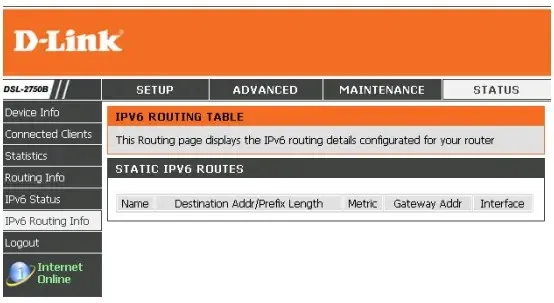 D-Link
DSL-2750B
SETUP
ADVANCED
MAINTENANCE
STATUS
Device Info
Connected Clients
Statistics
Routing Info
IPv6 Status
IPv6 Routing Info
Logout
Internet
Online
IPV6 ROUTING TABLE
This Routing page displays the IPv6 routing details configurated for your router
STATIC IPV6 ROUTES
Name Destination Addr/Prefix Length Metric Gateway Addr Interface